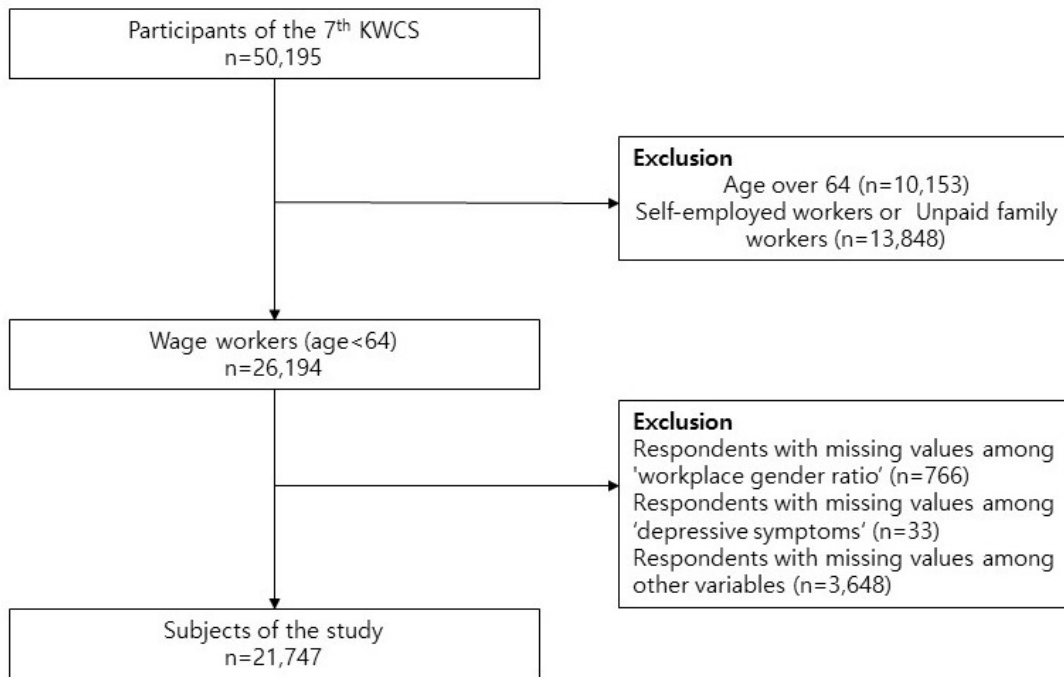 Participants of the 7th KWCS
n=50,195
Exclusion
Age over 64 (n=10,153)
Self-employed workers or Unpaid family
workers (n=13,848)
Wage workers (age<64)
n=26,194
Exclusion
Respondents with missing values among
'workplace gender ratio’ (n=766)
Respondents with missing values among
‘depressive symptoms‘ (n=33)
Respondents with missing values among
other variables (n=3,648)
Subjects of the study
n=21,747